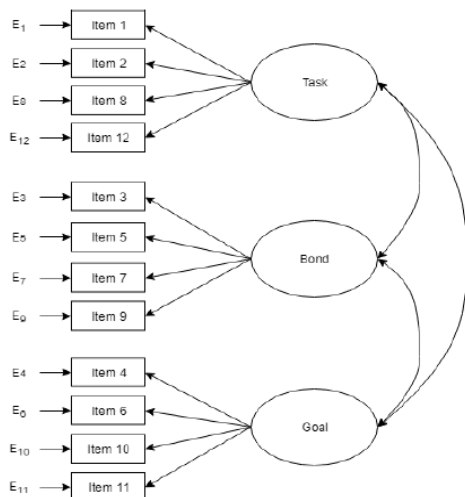 E1 Item 1
E2 Item 2
Task
E8 Item 8
E12 Item 12
E3 Item 3
E5 Item 5
Bond
E7 Item 7
E9 Item 9
E4 Item 4
E6 Item 6
Goal
E10 Item 10
E11 Item 11